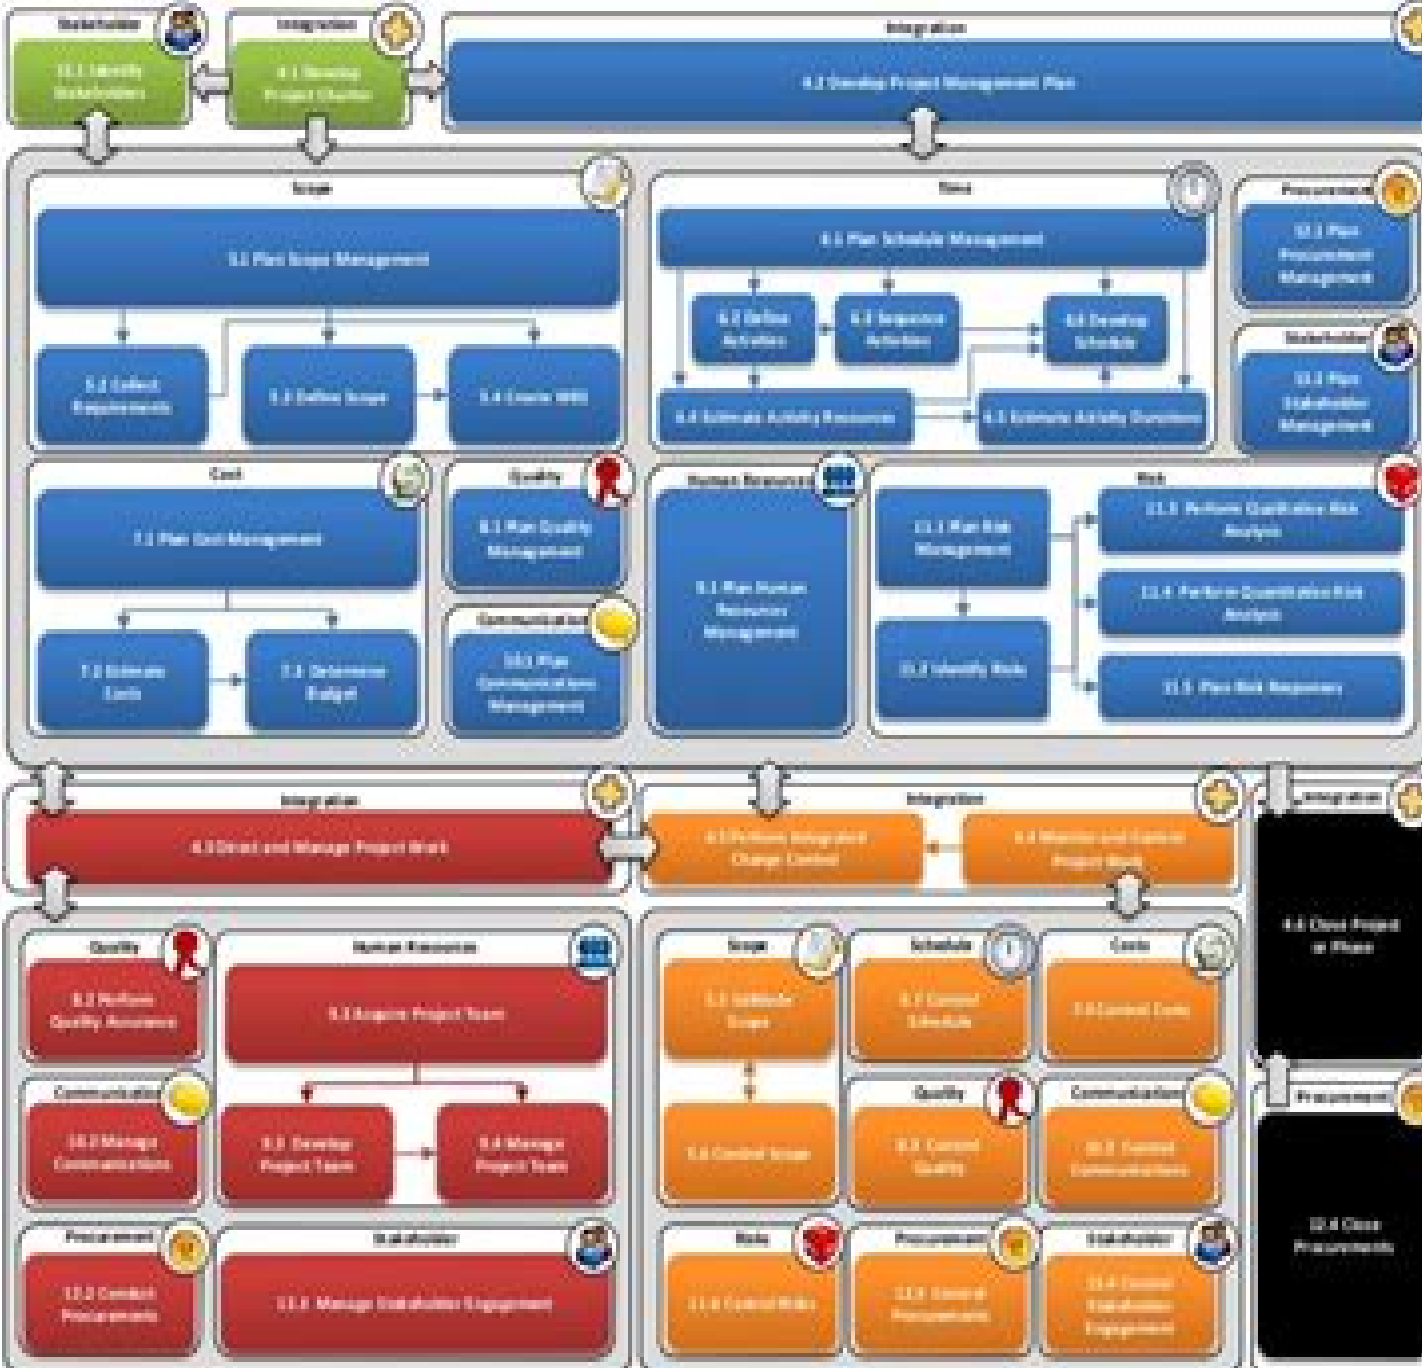 Stakeholder
13.1 Identify
Stakeholders
Integration
4.1 Develop
Project Charter
Integration
4.2 Develop Project Management Plan
Scope
5.1 Plan Scope Management
5.2 Collect
Requirements
5.3 Define Scope
5.4 Create WBS
Time
6.1 Plan Schedule Management
6.2 Define
Activities
6.3 Sequence
Activities
6.6 Develop
Schedule
6.4 Estimate Activity Resources
6.5 Estimate Activity Durations
Procurement
12.1 Plan
Procurement
Management
Stakeholder
13.2 Plan
Stakeholder
Management
Cost
7.1 Plan Cost Management
7.2 Estimate
Costs
7.3 Determine
Budget
Quality
8.1 Plan Quality
Management
Communication
10.1 Plan
Communications
Management
Human Resources
9.1 Plan Human
Resources
Management
Risk
11.1 Plan Risk
Management
11.2 Identify Risks
11.3 Perform Qualitative Risk
Analysis
11.4 Perform Quantitative Risk
Analysis
11.5 Plan Risk Responses
Integration
4.3 Direct and Manage Project Work
Integration
4.5 Perform Integrated
Change Control
4.4 Monitor and Control
Project Work
Integration
4.6 Close Project
or Phase
Quality
8.2 Perform
Quality Assurance
Human Resources
9.2 Acquire Project Team
9.3 Develop
Project Team
9.4 Manage
Project Team
Communication
10.2 Manage
Communications
Procurement
12.2 Conduct
Procurements
Stakeholder
13.3 Manage Stakeholder Engagement
Scope
5.5 Validate
Scope
5.6 Control Scope
Schedule
6.7 Control
Schedule
Costs
7.4 Control Costs
Quality
8.3 Control
Quality
Communications
10.3 Control
Communications
Risks
11.6 Control Risks
Procurement
12.3 Control
Procurements
Stakeholder
13.4 Control
Stakeholder
Engagement
Procurement
12.4 Close
Procurements